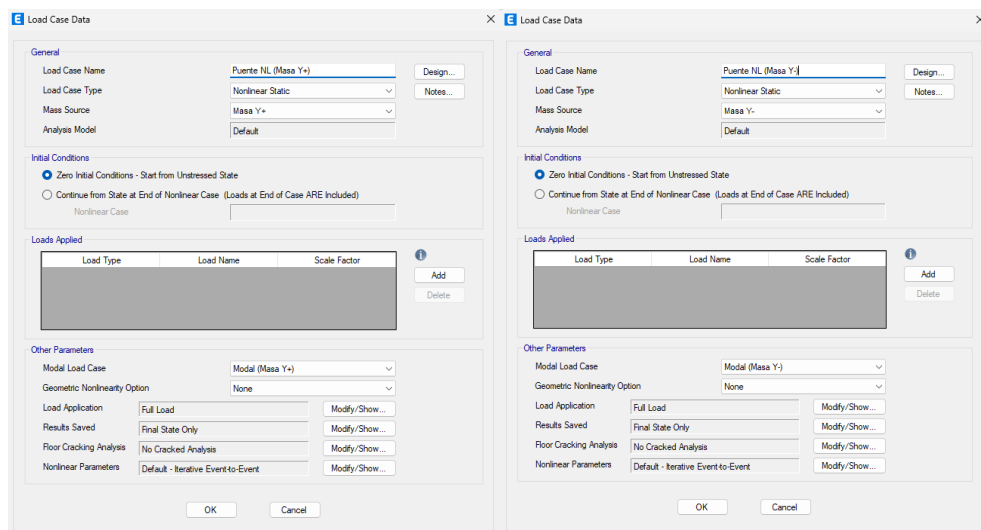 E Load Case Data
General
Load Case Name Puente NL (Masa Y+) Design...
Load Case Type Nonlinear Static Notes...
Mass Source Masa Y+
Analysis Model Default
Initial Conditions
Zero Initial Conditions - Start from Unstressed State
Continue from State at End of Nonlinear Case (Loads at End of Case ARE Included)
Nonlinear Case
Loads Applied
Load Type Load Name Scale Factor
Add
Delete
Other Parameters
Modal Load Case Modal (Masa Y+)
Geometric Nonlinearity Option None
Load Application Full Load Modify/Show...
Results Saved Final State Only Modify/Show...
Floor Cracking Analysis No Cracked Analysis Modify/Show...
Nonlinear Parameters Default - Iterative Event-to-Event Modify/Show...
OK Cancel
E Load Case Data
General
Load Case Name Puente NL (Masa Y-) Design...
Load Case Type Nonlinear Static Notes...
Mass Source Masa Y-
Analysis Model Default
Initial Conditions
Zero Initial Conditions - Start from Unstressed State
Continue from State at End of Nonlinear Case (Loads at End of Case ARE Included)
Nonlinear Case
Loads Applied
Load Type Load Name Scale Factor
Add
Delete
Other Parameters
Modal Load Case Modal (Masa Y-)
Geometric Nonlinearity Option None
Load Application Full Load Modify/Show...
Results Saved Final State Only Modify/Show...
Floor Cracking Analysis No Cracked Analysis Modify/Show...
Nonlinear Parameters Default - Iterative Event-to-Event Modify/Show...
OK Cancel